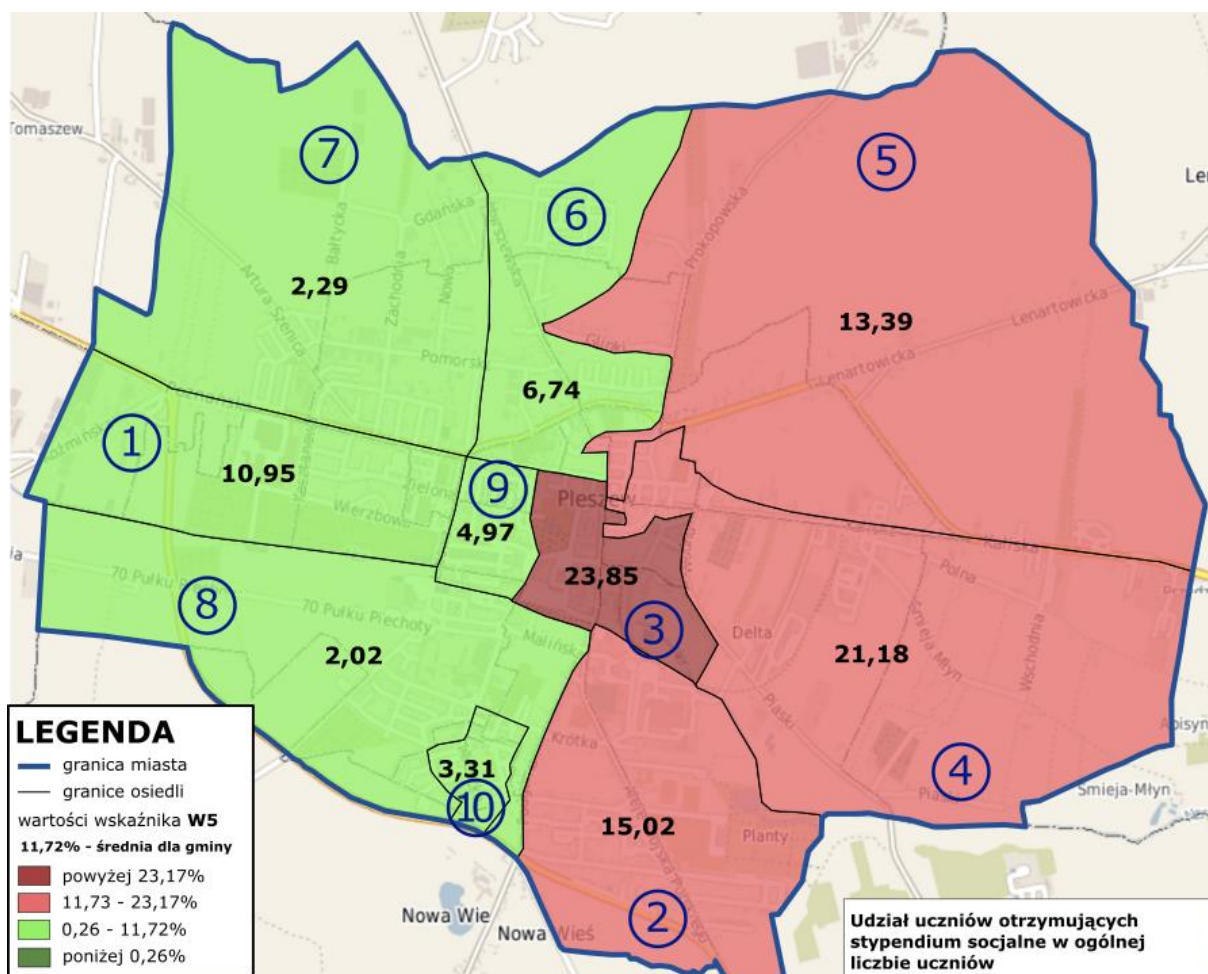 Tomaszew
7
5
Len
6
Gdańska
Bałtycka
Nowa
Zachodnia
Prokopowska
2,29
Artura Szenica
13,39
Lenartowicka
Glinki
Pomorska
6,74
Lenartowicka
1
10,95
Zielona
9
Pleszew
Wierzbowa
4,97
Kaliska
23,85
Polna
8
70 Pułku Piechoty
3
Malińska
Delta
Śmieja-Młyn
Wschodnia
2,02
21,18
Piaski
Krótka
3,31
4
10
15,02
Planty
Śmieja-Młyn
Nowa Wie
Nowa Wieś
2
LEGENDA
granica miasta
granice osiedli
wartości wskaźnika W5
11,72% - średnia dla gminy
powyżej 23,17%
11,73 - 23,17%
0,26 - 11,72%
poniżej 0,26%
Udział uczniów otrzymujących
stypendium socjalne w ogólnej
liczbie uczniów